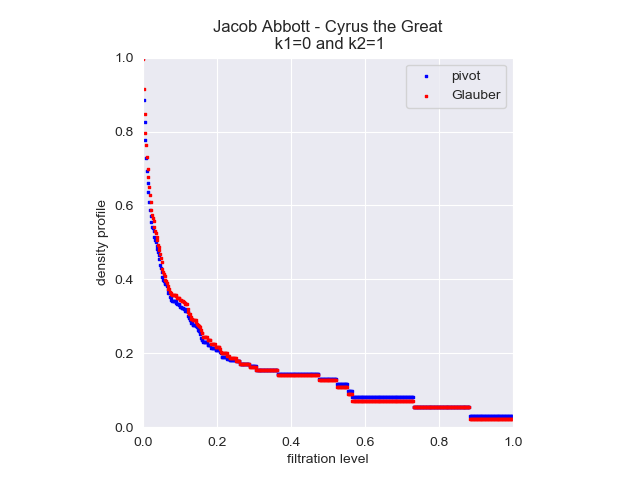 Jacob Abbott - Cyrus the Great
k1=0 and k2=1
pivot
Glauber
1.0
0.8
0.6
0.4
0.2
0.0
density profile
0.0 0.2 0.4 0.6 0.8 1.0
filtration level